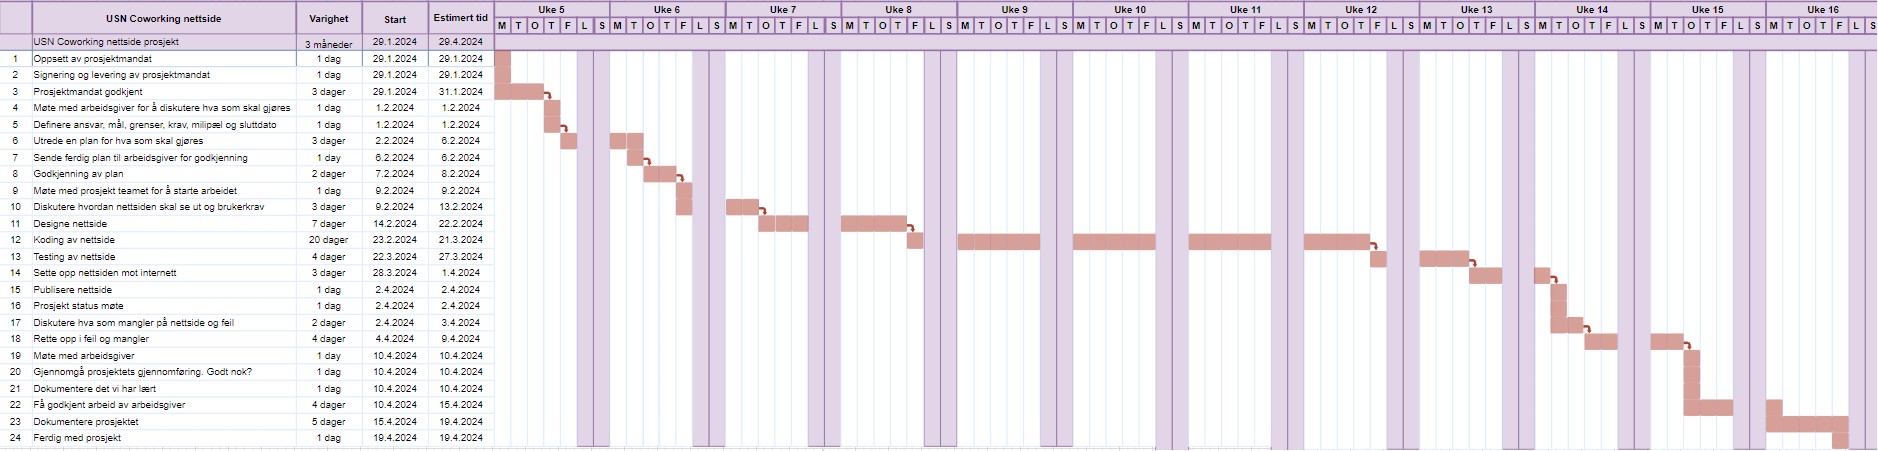 USN Coworking nettside Varighet Start Estimert tid Uke 5 Uke 6 Uke 7 Uke 8 Uke 9 Uke 10 Uke 11 Uke 12 Uke 13 Uke 14 Uke 15 Uke 16
M T O T F L S M T O T F L S M T O T F L S M T O T F L S M T O T F L S M T O T F L S M T O T F L S M T O T F L S M T O T F L S M T O T F L S M T O T F L S M T O T F L S
USN Coworking nettside prosjekt 3 måneder 29.1.2024 29.4.2024
1 Oppsett av prosjektmandat 1 dag 29.1.2024 29.1.2024
2 Signering og levering av prosjektmandat 1 dag 29.1.2024 29.1.2024
3 Prosjektmandat godkjent 3 dager 29.1.2024 31.1.2024
4 Møte med arbeidsgiver for å diskutere hva som skal gjøres 1 dag 1.2.2024 1.2.2024
5 Definere ansvar, mål, grenser, krav, milipæl og sluttdato 1 dag 1.2.2024 1.2.2024
6 Utrede en plan for hva som skal gjøres 3 dager 2.2.2024 6.2.2024
7 Sende ferdig plan til arbeidsgiver for godkjenning 1 day 6.2.2024 6.2.2024
8 Godkjenning av plan 2 dager 7.2.2024 8.2.2024
9 Møte med prosjekt teamet for å starte arbeidet 1 dag 9.2.2024 9.2.2024
10 Diskutere hvordan nettsiden skal se ut og brukerkrav 3 dager 9.2.2024 13.2.2024
11 Designe nettside 7 dager 14.2.2024 22.2.2024
12 Koding av nettside 20 dager 23.2.2024 21.3.2024
13 Testing av nettside 4 dager 22.3.2024 27.3.2024
14 Sette opp nettsiden mot internett 3 dager 28.3.2024 1.4.2024
15 Publisere nettside 1 dag 2.4.2024 2.4.2024
16 Prosjekt status møte 1 dag 2.4.2024 2.4.2024
17 Diskutere hva som mangler på nettside og feil 2 dager 2.4.2024 3.4.2024
18 Rette opp i feil og mangler 4 dager 4.4.2024 9.4.2024
19 Møte med arbeidsgiver 1 day 10.4.2024 10.4.2024
20 Gjennomgå prosjektets gjennomføring. Godt nok? 1 dag 10.4.2024 10.4.2024
21 Dokumentere det vi har lært 1 dag 10.4.2024 10.4.2024
22 Få godkjent arbeid av arbeidsgiver 4 dager 10.4.2024 15.4.2024
23 Dokumentere prosjektet 5 dager 15.4.2024 19.4.2024
24 Ferdig med prosjekt 1 dag 19.4.2024 19.4.2024